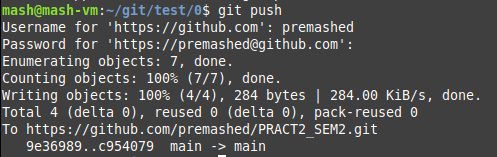 mash@mash-vm:~/git/test/0$ git push
Username for 'https://github.com': premashed
Password for 'https://premashed@github.com':
Enumerating objects: 7, done.
Counting objects: 100% (7/7), done.
Writing objects: 100% (4/4), 284 bytes | 284.00 KiB/s, done.
Total 4 (delta 0), reused 0 (delta 0), pack-reused 0
To https://github.com/premashed/PRACT2_SEM2.git
   9e36989..c954079  main -> main